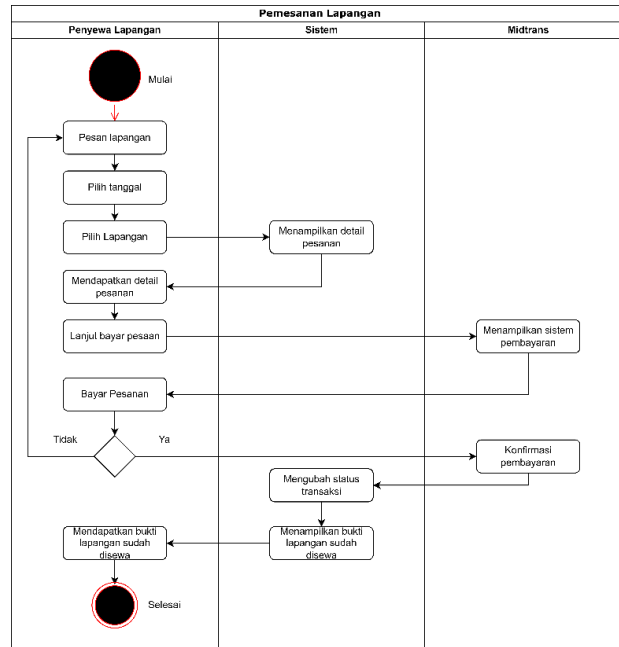 Pemesanan Lapangan
Penyewa Lapangan
Sistem
Midtrans
Mulai
Pesan lapangan
Pilih tanggal
Pilih Lapangan
Menampilkan detail
pesanan
Mendapatkan detail
pesanan
Lanjut bayar pesaan
Menampilkan sistem
pembayaran
Bayar Pesanan
Tidak
Ya
Konfirmasi
pembayaran
Mengubah status
transaksi
Mendapatkan bukti
lapangan sudah
disewa
Menampilkan bukti
lapangan sudah
disewa
Selesai